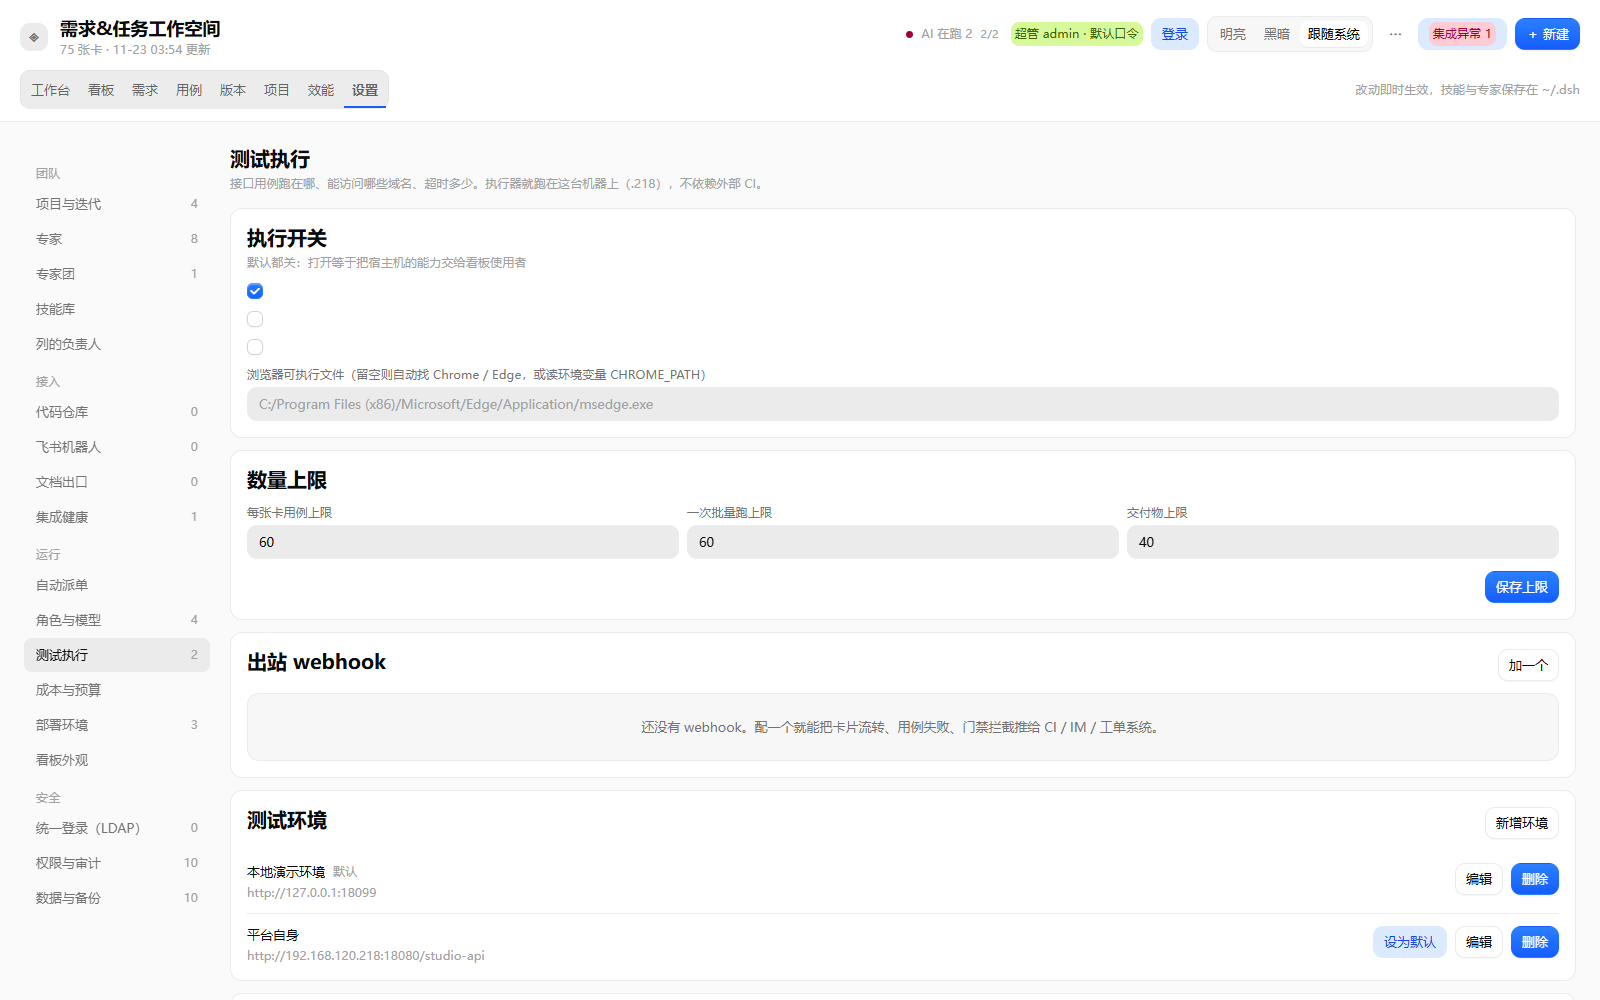 需求&任务工作空间
75 张卡 · 11-23 03:54 更新
AI 在跑 2 2/2
超管 admin · 默认口令
登录
明亮 黑暗 跟随系统
···
集成异常 1
+ 新建
工作台 看板 需求 用例 版本 项目 效能 设置
改动即时生效，技能与专家保存在 ~/.dsh
团队
项目与迭代 4
专家 8
专家团 1
技能库
列的负责人
接入
代码仓库 0
飞书机器人 0
文档出口 0
集成健康 1
运行
自动派单
角色与模型 4
测试执行 2
成本与预算
部署环境 3
看板外观
安全
统一登录（LDAP） 0
权限与审计 10
数据与备份 10
测试执行
接口用例跑在哪、能访问哪些域名、超时多少。执行器就跑在这台机器上（.218），不依赖外部 CI。
执行开关
默认都关：打开等于把宿主机的能力交给看板使用者
浏览器可执行文件（留空则自动找 Chrome / Edge，或读环境变量 CHROME_PATH）
C:/Program Files (x86)/Microsoft/Edge/Application/msedge.exe
数量上限
每张卡用例上限 一次批量跑上限 交付物上限
60 60 40
保存上限
出站 webhook
加一个
还没有 webhook。配一个就能把卡片流转、用例失败、门禁拦截推给 CI / IM / 工单系统。
测试环境
新增环境
本地演示环境 默认
http://127.0.0.1:18099
编辑 删除
平台自身
http://192.168.120.218:18080/studio-api
设为默认 编辑 删除